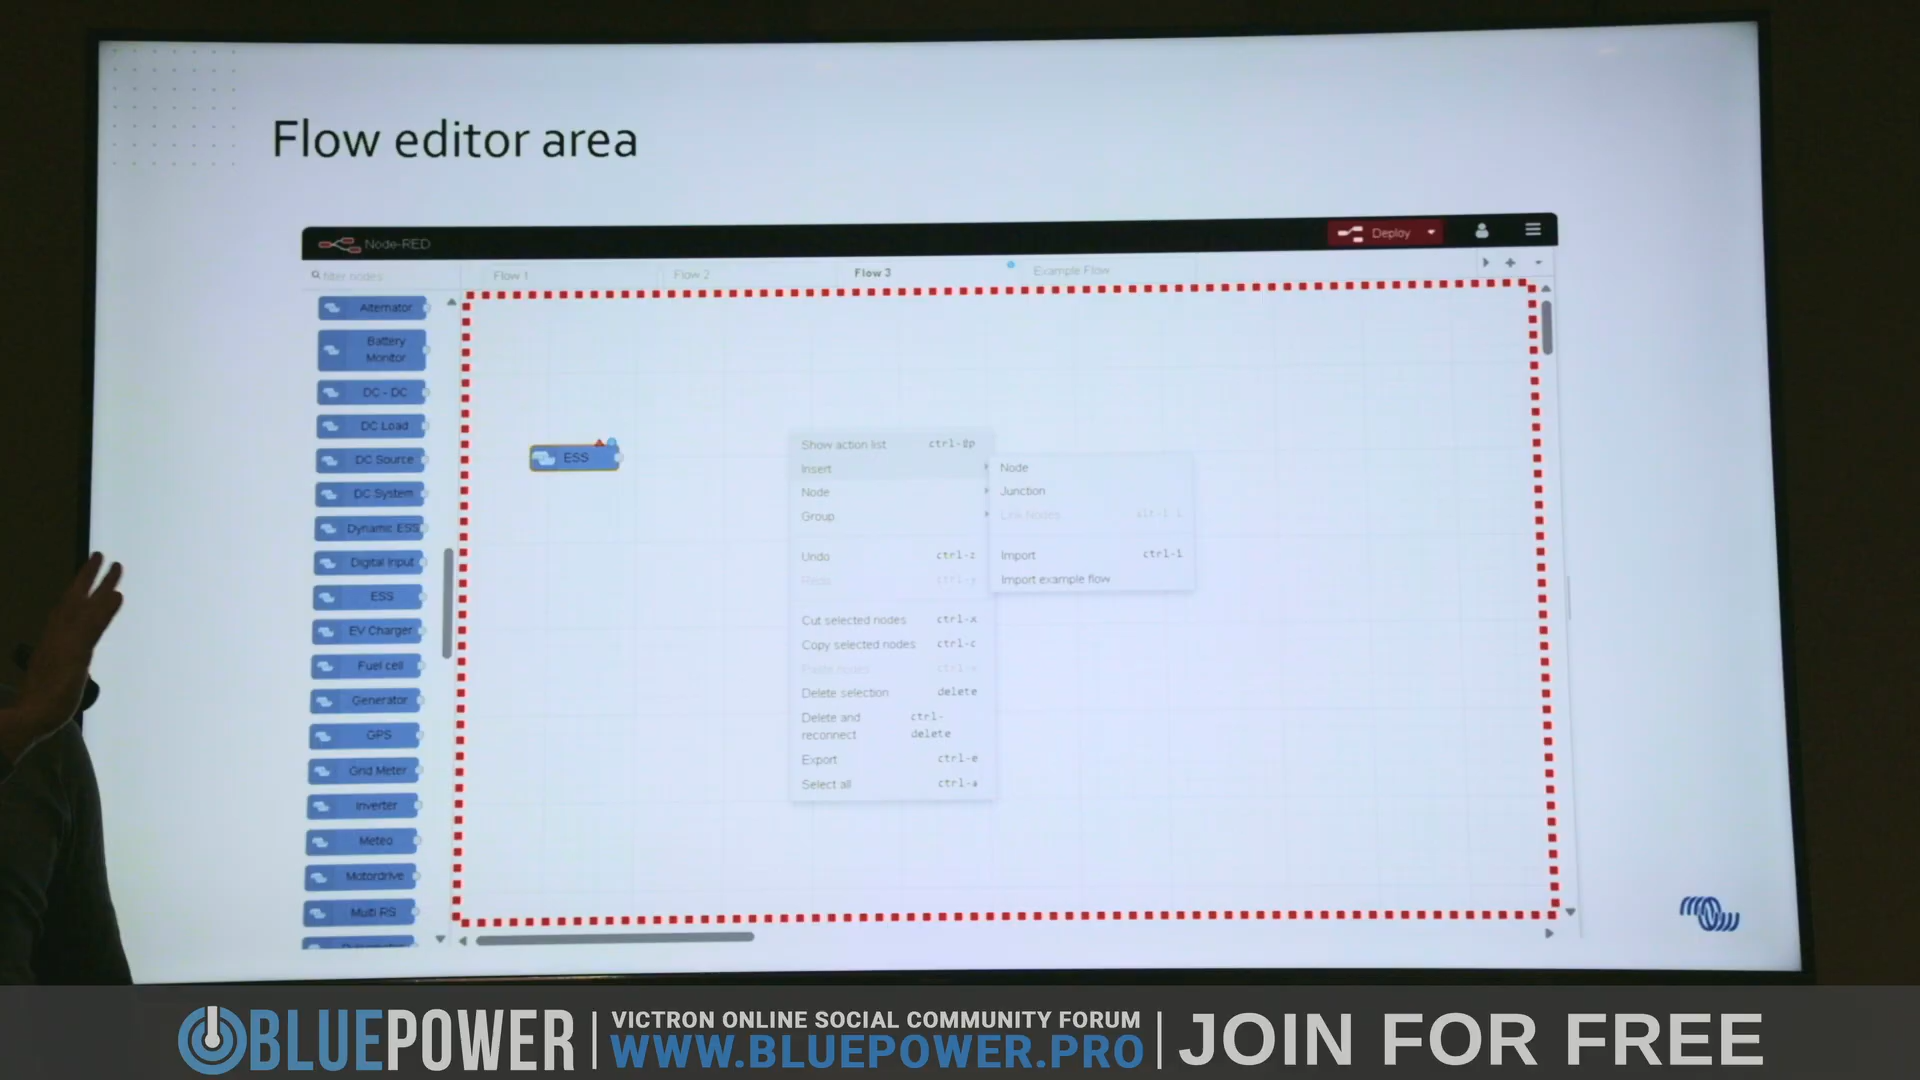 Flow editor area
Node-RED
Deploy
filter nodes
Flow 1
Flow 2
Flow 3
Example Flow
Alternator
Battery
Monitor
DC - DC
DC Load
DC Source
DC System
Dynamic ESS
Digital Input
ESS
EV Charger
Fuel cell
Generator
GPS
Grid Meter
Inverter
Meteo
Motordrive
Multi RS
ESS
Show action list ctrl-⇧p
Insert
Node
Group
Undo ctrl-z
Redo ctrl-y
Cut selected nodes ctrl-x
Copy selected nodes ctrl-c
Paste nodes ctrl-v
Delete selection delete
Delete and ctrl-
reconnect delete
Export ctrl-e
Select all ctrl-a
Node
Junction
Link Nodes
Import ctrl-i
Import example flow
BLUEPOWER
VICTRON ONLINE SOCIAL COMMUNITY FORUM
WWW.BLUEPOWER.PRO
JOIN FOR FREE